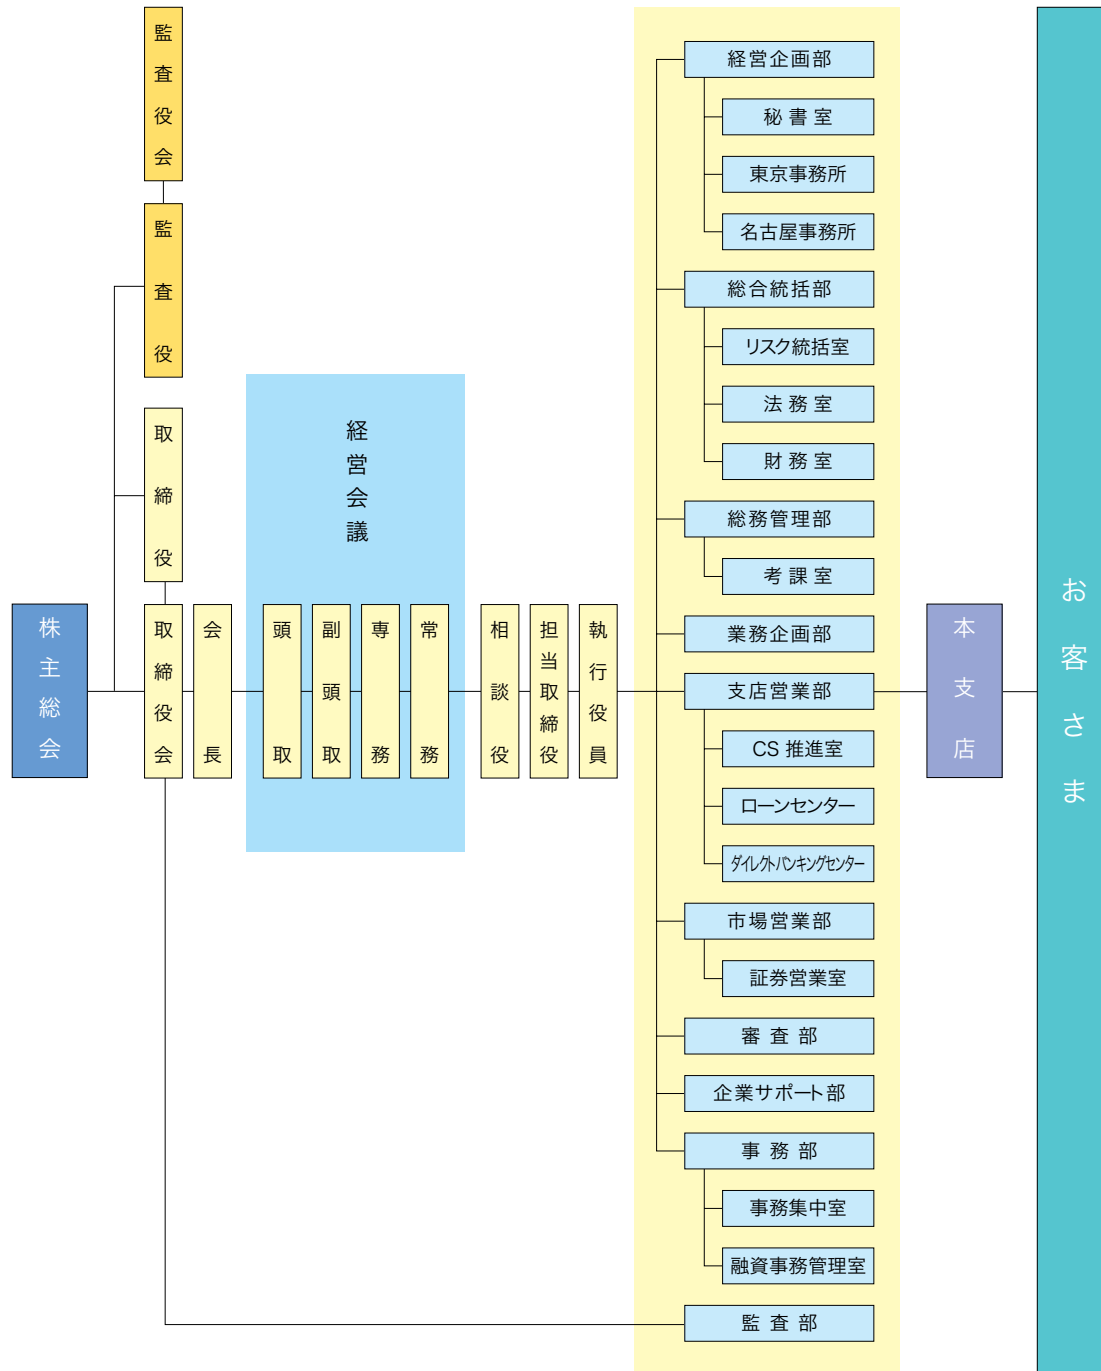 監査役会
監査役
取締役
経営会議
株主総会
取締役会
会長
頭取
副頭取
専務
常務
相談役
担当取締役
執行役員
経営企画部
秘書室
東京事務所
名古屋事務所
総合統括部
リスク統括室
法務室
財務室
総務管理部
考課室
業務企画部
支店営業部
CS 推進室
ローンセンター
ダイレクトバンキングセンター
市場営業部
証券営業室
審査部
企業サポート部
事務部
事務集中室
融資事務管理室
監査部
本支店
お客さま